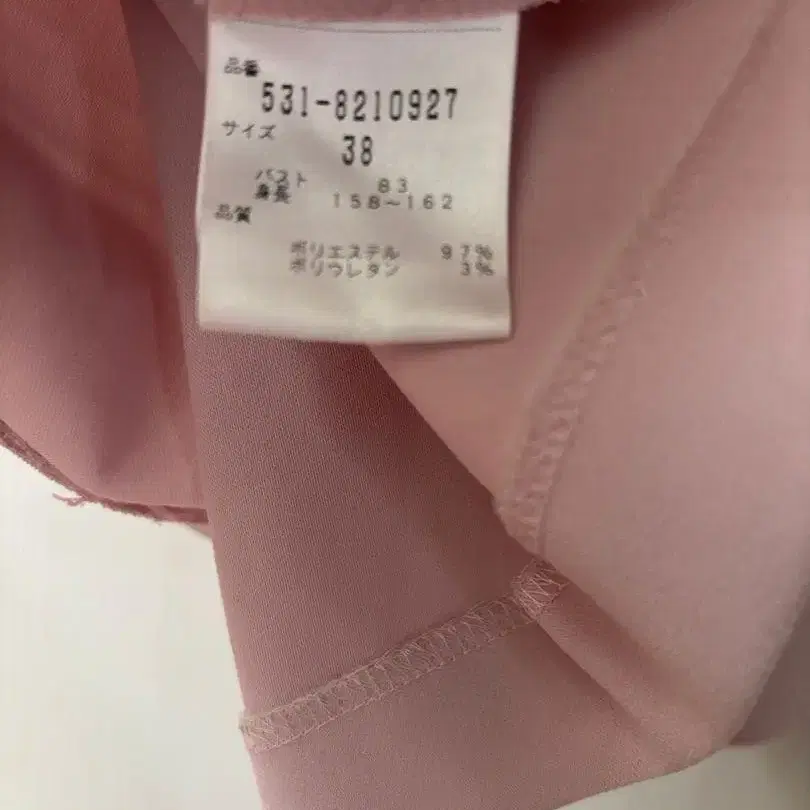 品番
531-8210927
サイズ
38
バスト 83
身長 158~162
品質
ポリエステル 97%
ポリウレタン 3%